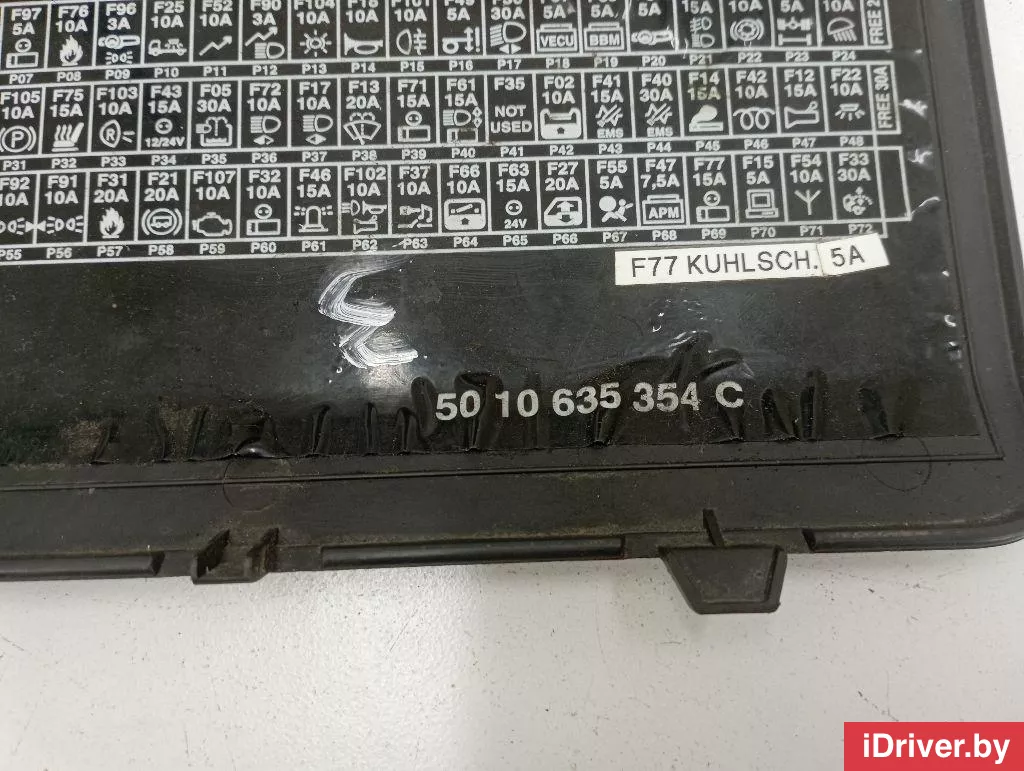 F97 F76 F96 F25 F52 F90 F104 F18 F101 F49
5A 10A 3A 10A 10A 3A 10A 10A 10A 5A 30A 5A 15A 10A 10A 10A FREE
VECU BBM
P07 P08 P09 P10 P11 P12 P13 P14 P15 P16 P17 P18 P19 P20 P21 P22 P23 P24
F105 F75 F103 F43 F05 F72 F17 F13 F71 F61 F35 F02 F41 F40 F14 F42 F12 F22 FREE 30A
10A 15A 10A 15A 30A 10A 10A 20A 15A 15A NOT USED 10A 15A 30A 15A 10A 15A 10A
P R 12/24V EMS EMS
P31 P32 P33 P34 P35 P36 P37 P38 P39 P40 P41 P42 P43 P44 P45 P46 P47 P48
F92 F91 F31 F21 F107 F32 F46 F102 F37 F66 F63 F27 F55 F47 F77 F15 F54 F33
10A 10A 20A 20A 10A 10A 15A 10A 10A 10A 15A 20A 5A 7,5A 15A 5A 10A 30A
24V APM
P55 P56 P57 P58 P59 P60 P61 P62 P63 P64 P65 P66 P67 P68 P69 P70 P71 P72
F77 KUHLSCH. 5A
50 10 635 354 C
iDriver.by